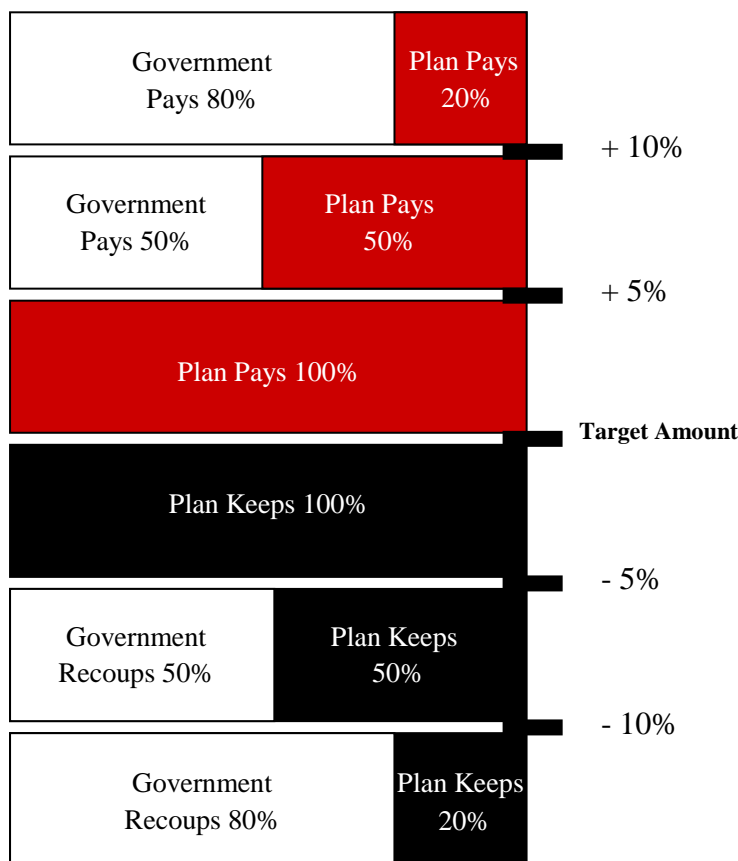 Government
Pays 80%
Plan Pays
20%
+ 10%
Government
Pays 50%
Plan Pays
50%
+ 5%
Plan Pays 100%
Target Amount
Plan Keeps 100%
- 5%
Government
Recoups 50%
Plan Keeps
50%
- 10%
Government
Recoups 80%
Plan Keeps
20%